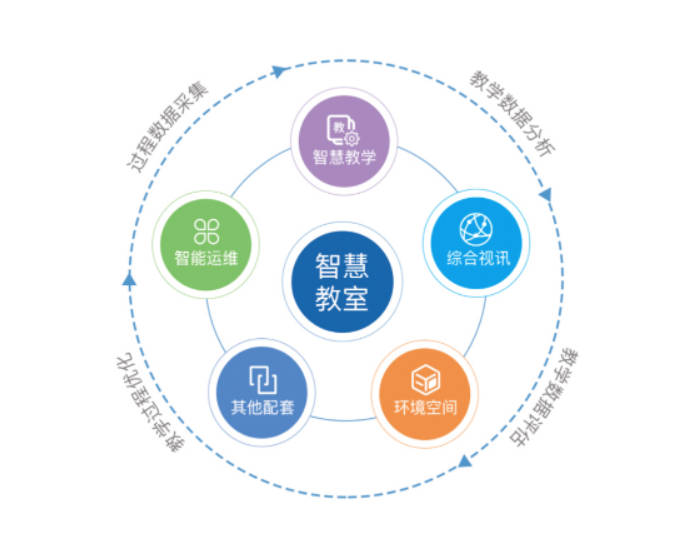 过程数据采集
教学数据分析
教
智慧教学
智能运维
综合视讯
智慧
教室
其他配套
环境空间
教学过程优化
教学数据评估